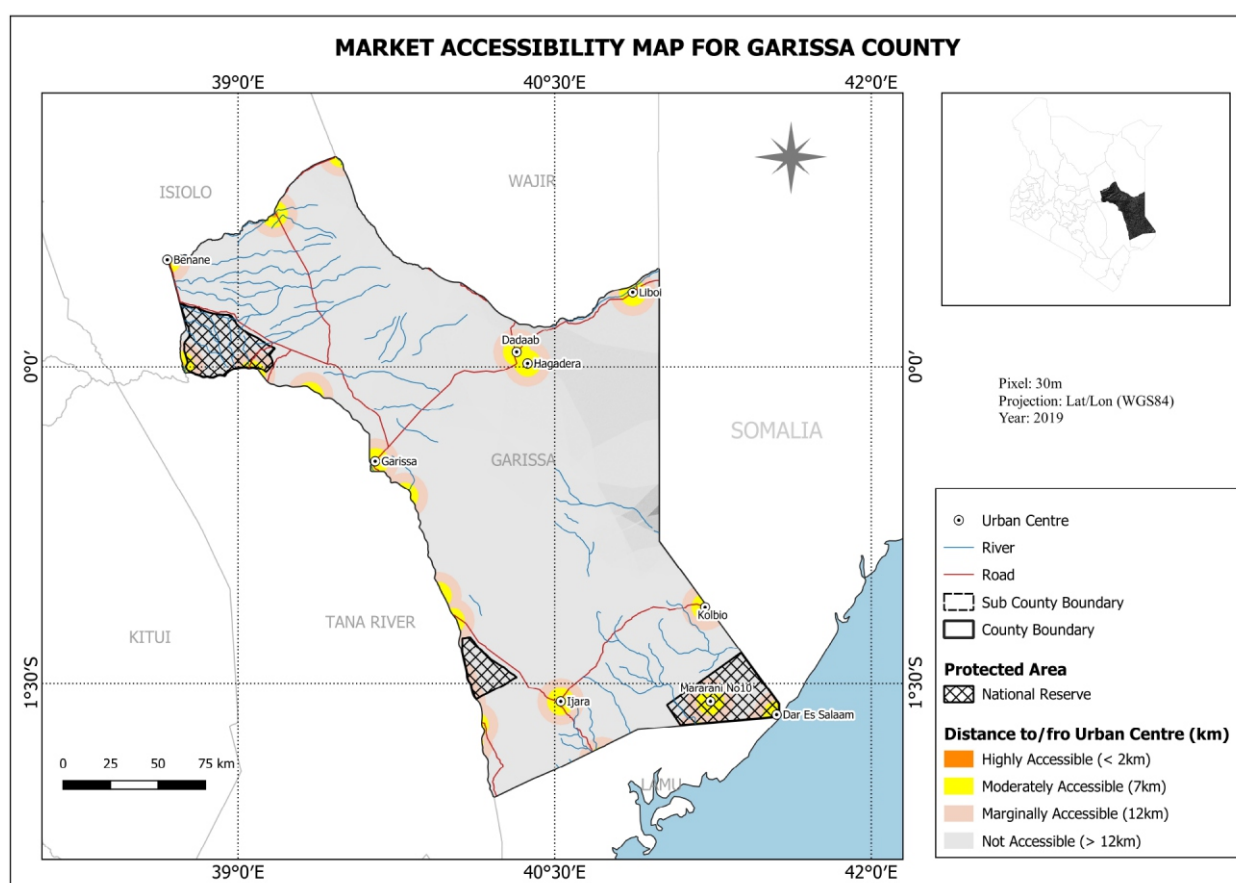 MARKET ACCESSIBILITY MAP FOR GARISSA COUNTY
39°0′E 40°30′E 42°0′E
ISIOLO
WAJIR
Benane
Liboi
Dadaab
Hagadera
0°0′ 0°0′
Pixel: 30m
Projection: Lat/Lon (WGS84)
Year: 2019
SOMALIA
Garissa
GARISSA
Urban Centre
River
Road
Sub County Boundary
County Boundary
Protected Area
National Reserve
Distance to/fro Urban Centre (km)
Highly Accessible (< 2km)
Moderately Accessible (7km)
Marginally Accessible (12km)
Not Accessible (> 12km)
Kolbio
TANA RIVER
KITUI
1°30′S 1°30′S
Mararani No10
Ijara
Dar Es Salaam
0 25 50 75 km
LAMU
39°0′E 40°30′E 42°0′E